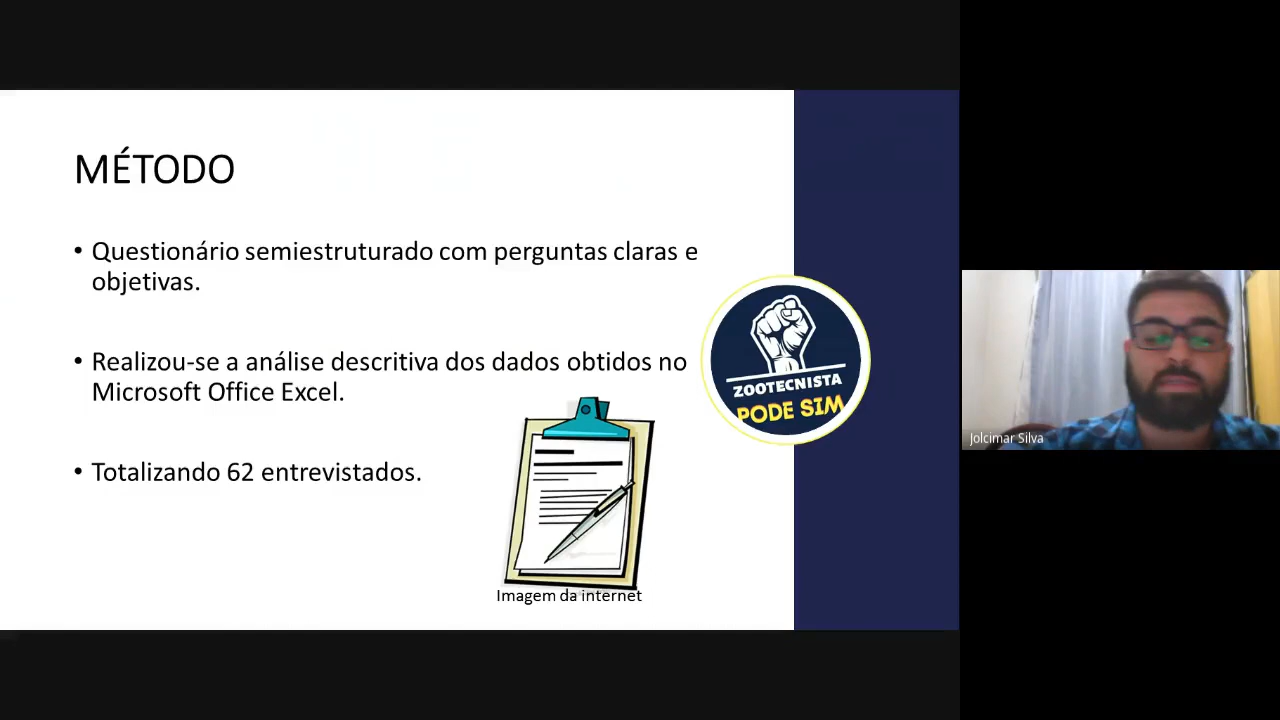 MÉTODO
• Questionário semiestruturado com perguntas claras e
objetivas.
• Realizou-se a análise descritiva dos dados obtidos no
Microsoft Office Excel.
• Totalizando 62 entrevistados.
Imagem da internet
ZOOTECNISTA
PODE SIM
Jolcimar Silva